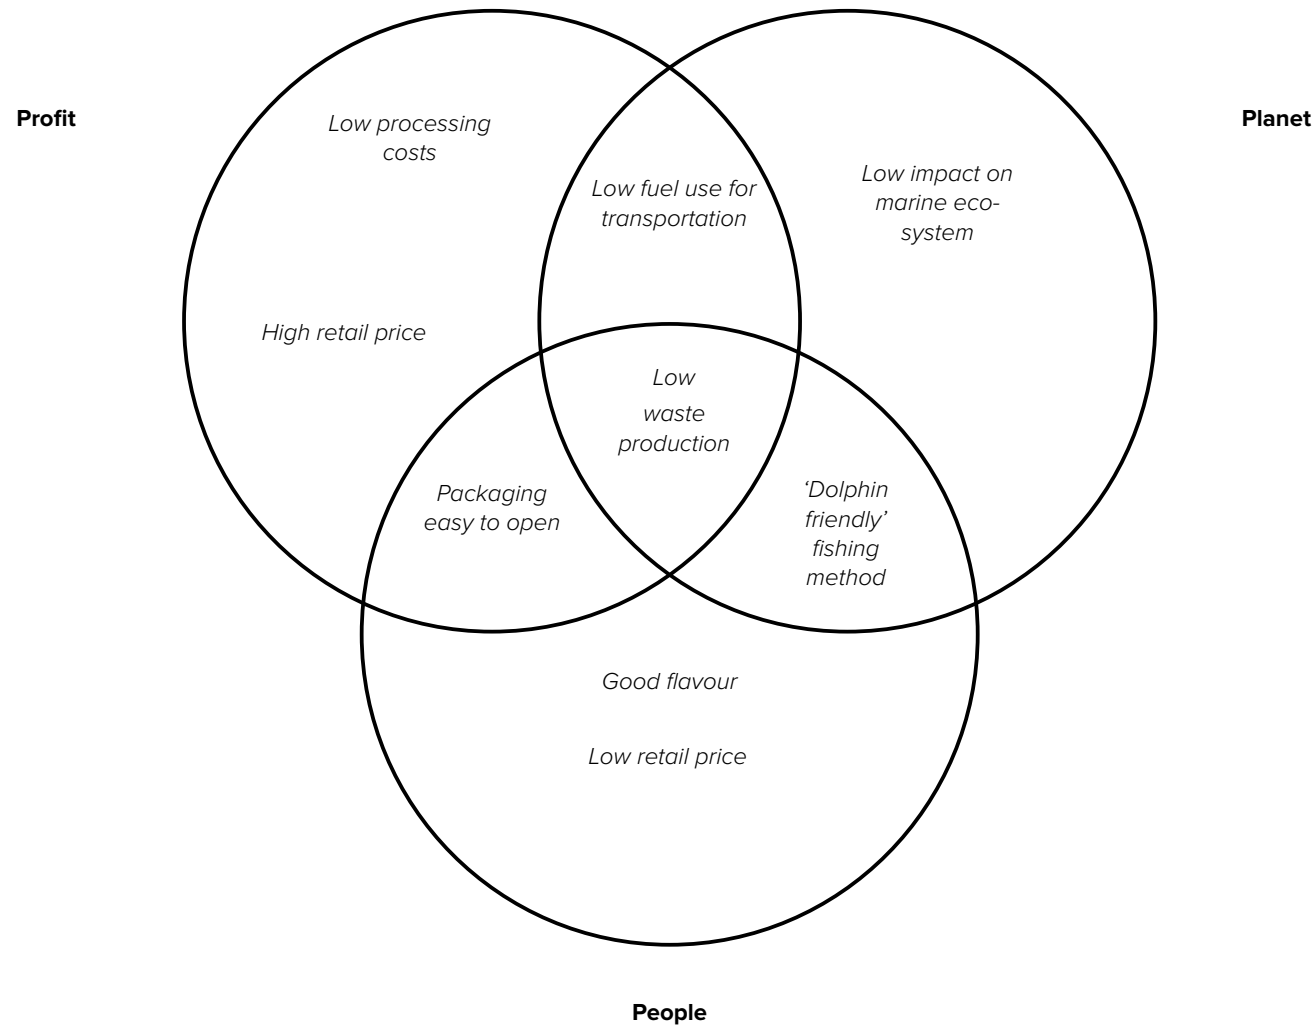 Profit
Planet
Low processing
costs
Low fuel use for
transportation
Low impact on
marine eco-
system
High retail price
Low
waste
production
Packaging
easy to open
‘Dolphin
friendly’
fishing
method
Good flavour
Low retail price
People